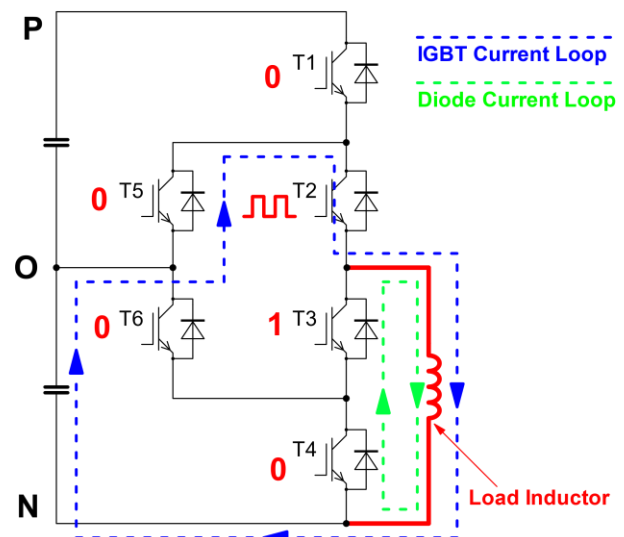 P
T1
0
IGBT Current Loop
Diode Current Loop
T5
T2
0
O
T6
T3
0
1
T4
0
N
Load Inductor